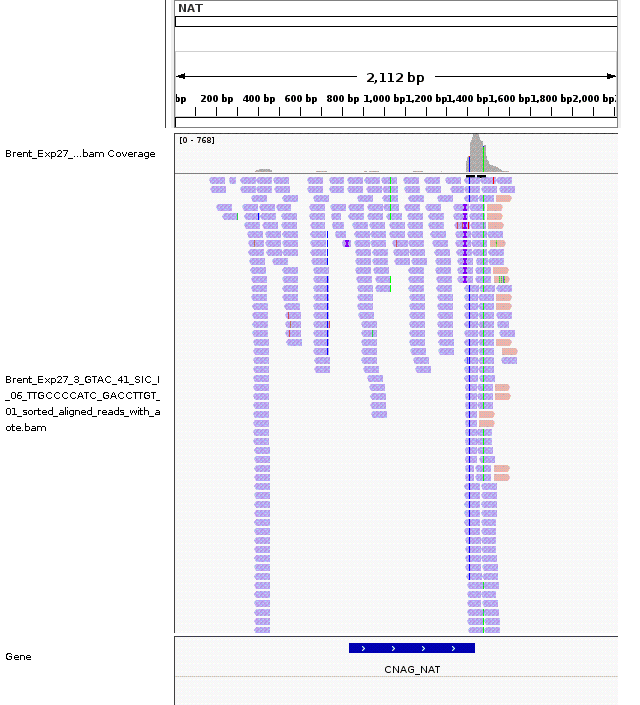 NAT
2,112 bp
bp 200 bp 400 bp 600 bp 800 bp 1,000 bp 1,200 bp 1,400 bp 1,600 bp 1,800 bp 2,000 bp 2,
[0 - 768]
Brent_Exp27_...bam Coverage
Brent_Exp27_3_GTAC_41_SIC_I
_06_TTGCCCCATC_GACCTTGT_
01_sorted_aligned_reads_with_a
ote.bam
Gene
CNAG_NAT